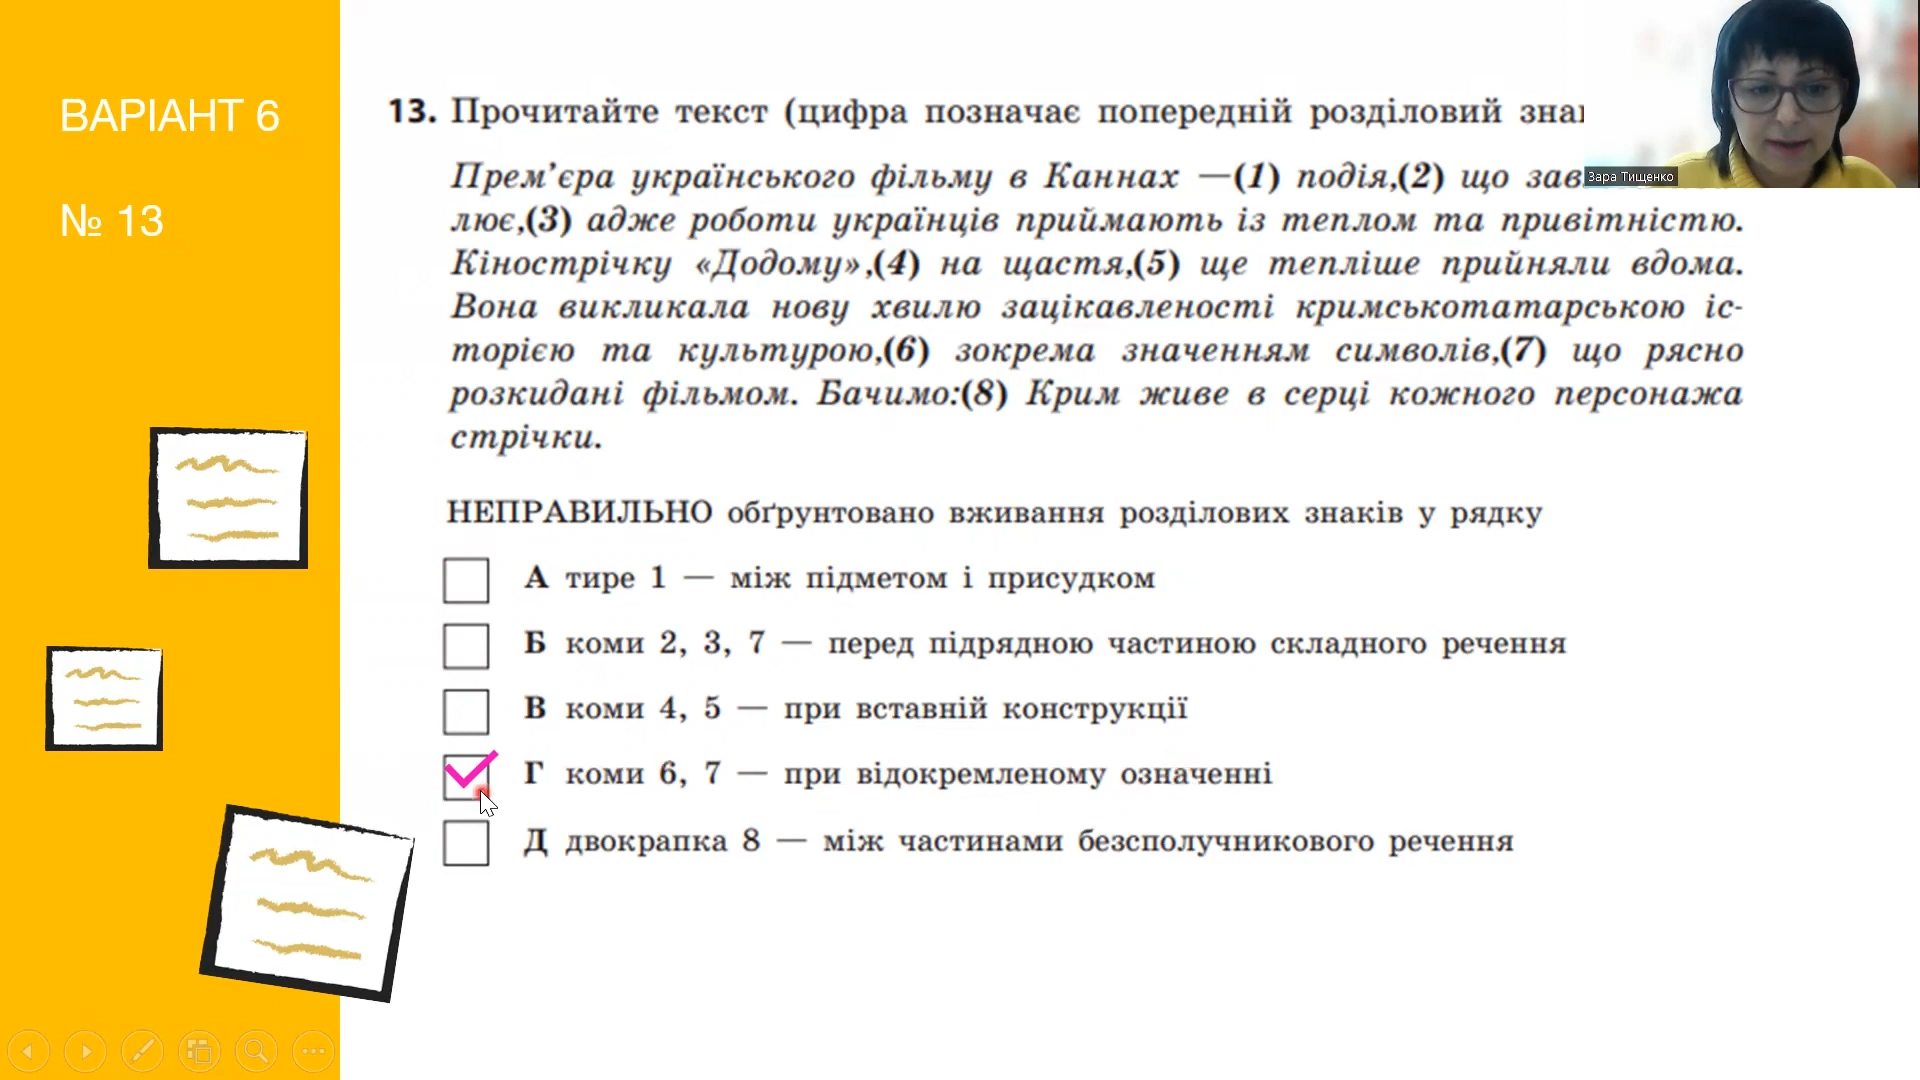 ВАРІАНТ 6
№ 13
13. Прочитайте текст (цифра позначає попередній розділовий
Прем’єра українського фільму в Каннах —(1) подія,(2) що
лює,(3) адже роботи українців приймають із теплом та привітністю.
Кінострічку «Додому»,(4) на щастя,(5) ще тепліше прийняли вдома.
Вона викликала нову хвилю зацікавленості кримськотатарською іс-
торією та культурою,(6) зокрема значенням символів,(7) що рясно
розкидані фільмом. Бачимо:(8) Крим живе в серці кожного персонажа
стрічки.
НЕПРАВИЛЬНО обґрунтовано вживання розділових знаків у рядку
А тире 1 — між підметом і присудком
Б коми 2, 3, 7 — перед підрядною частиною складного речення
В коми 4, 5 — при вставній конструкції
Г коми 6, 7 — при відокремленому означенні
Д двокрапка 8 — між частинами безсполучникового речення
Зара Тищенко